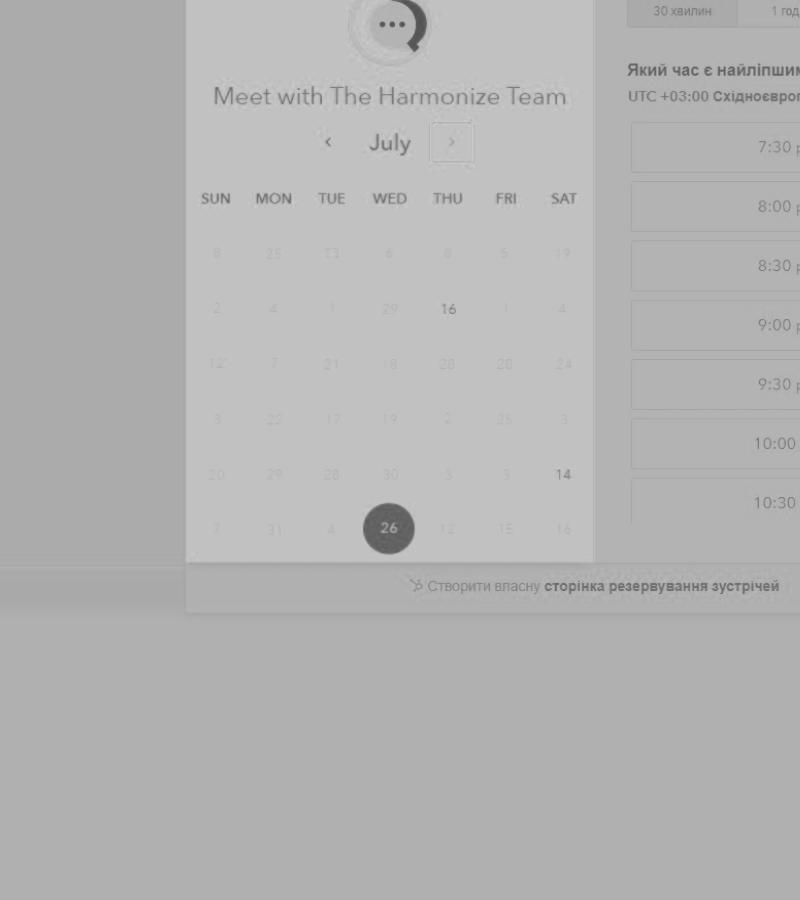 Meet with The Harmonize Team
July
SUN MON TUE WED THU FRI SAT
8 25 13 6 8 5 19
2 4 1 29 16 1 4
12 7 21 18 28 28 24
3 22 17 19 2 25 3
20 29 28 30 3 3 14
7 31 4 26 12 15 16
30 хвилин 1 год
Який час є найліпшим
UTC +03:00 Східноєвроп
7:30
8:00
8:30
9:00
9:30
10:00
10:30
Створити власну сторінка резервування зустрічей